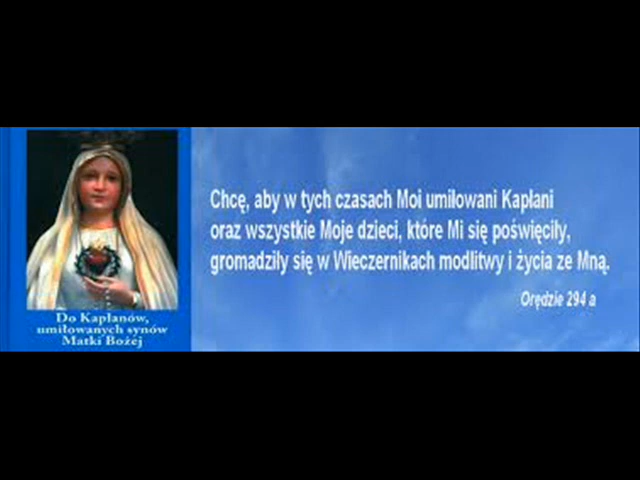 Do Kapłanów,
umiłowanych synów
Matki Bożej
Chcę, aby w tych czasach Moi umiłowani Kapłani
oraz wszystkie Moje dzieci, które Mi się poświęciły,
gromadziły się w Wieczernikach modlitwy i życia ze Mną.
Orędzie 294 a